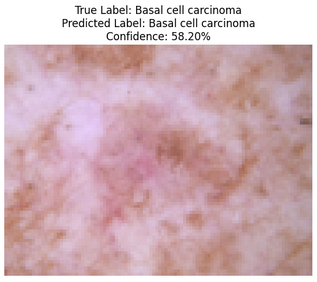 True Label: Basal cell carcinoma
Predicted Label: Basal cell carcinoma
Confidence: 58.20%